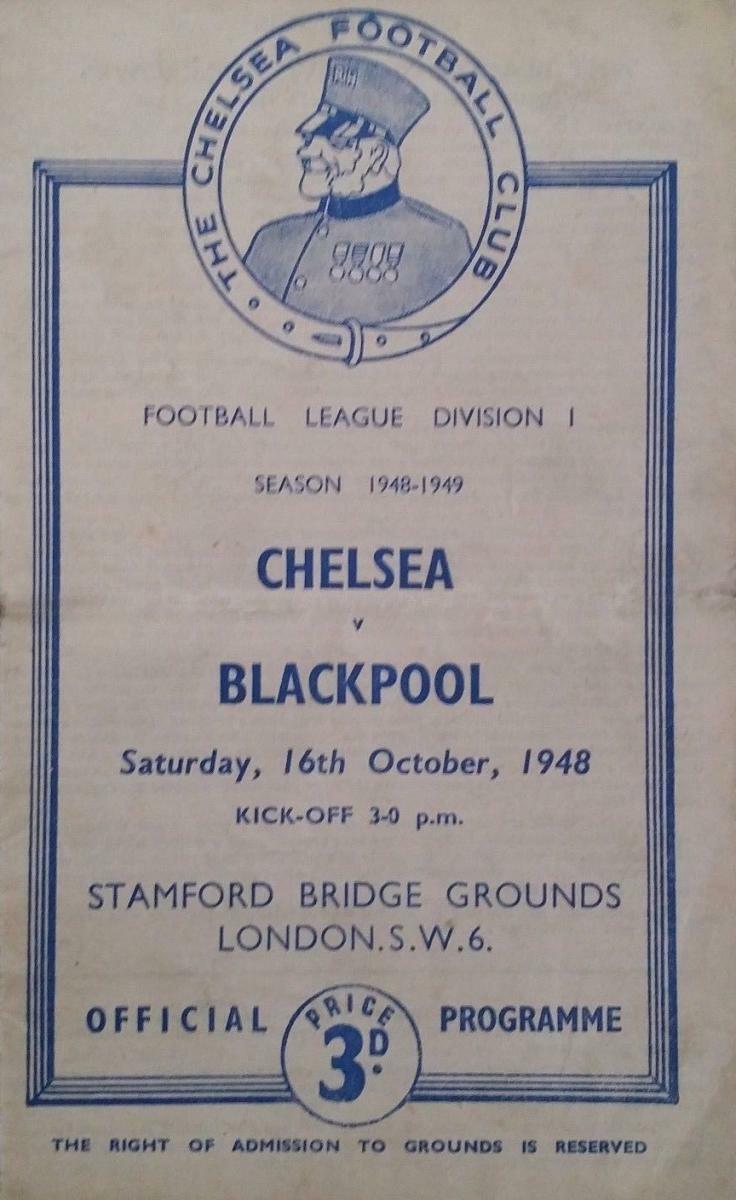 THE CHELSEA FOOTBALL CLUB
RH
FOOTBALL LEAGUE DIVISION I
SEASON 1948-1949
CHELSEA
v
BLACKPOOL
Saturday, 16th October, 1948
KICK-OFF 3-0 p.m.
STAMFORD BRIDGE GROUNDS
LONDON.S.W.6.
OFFICIAL PROGRAMME
PRICE
3D.
THE RIGHT OF ADMISSION TO GROUNDS IS RESERVED